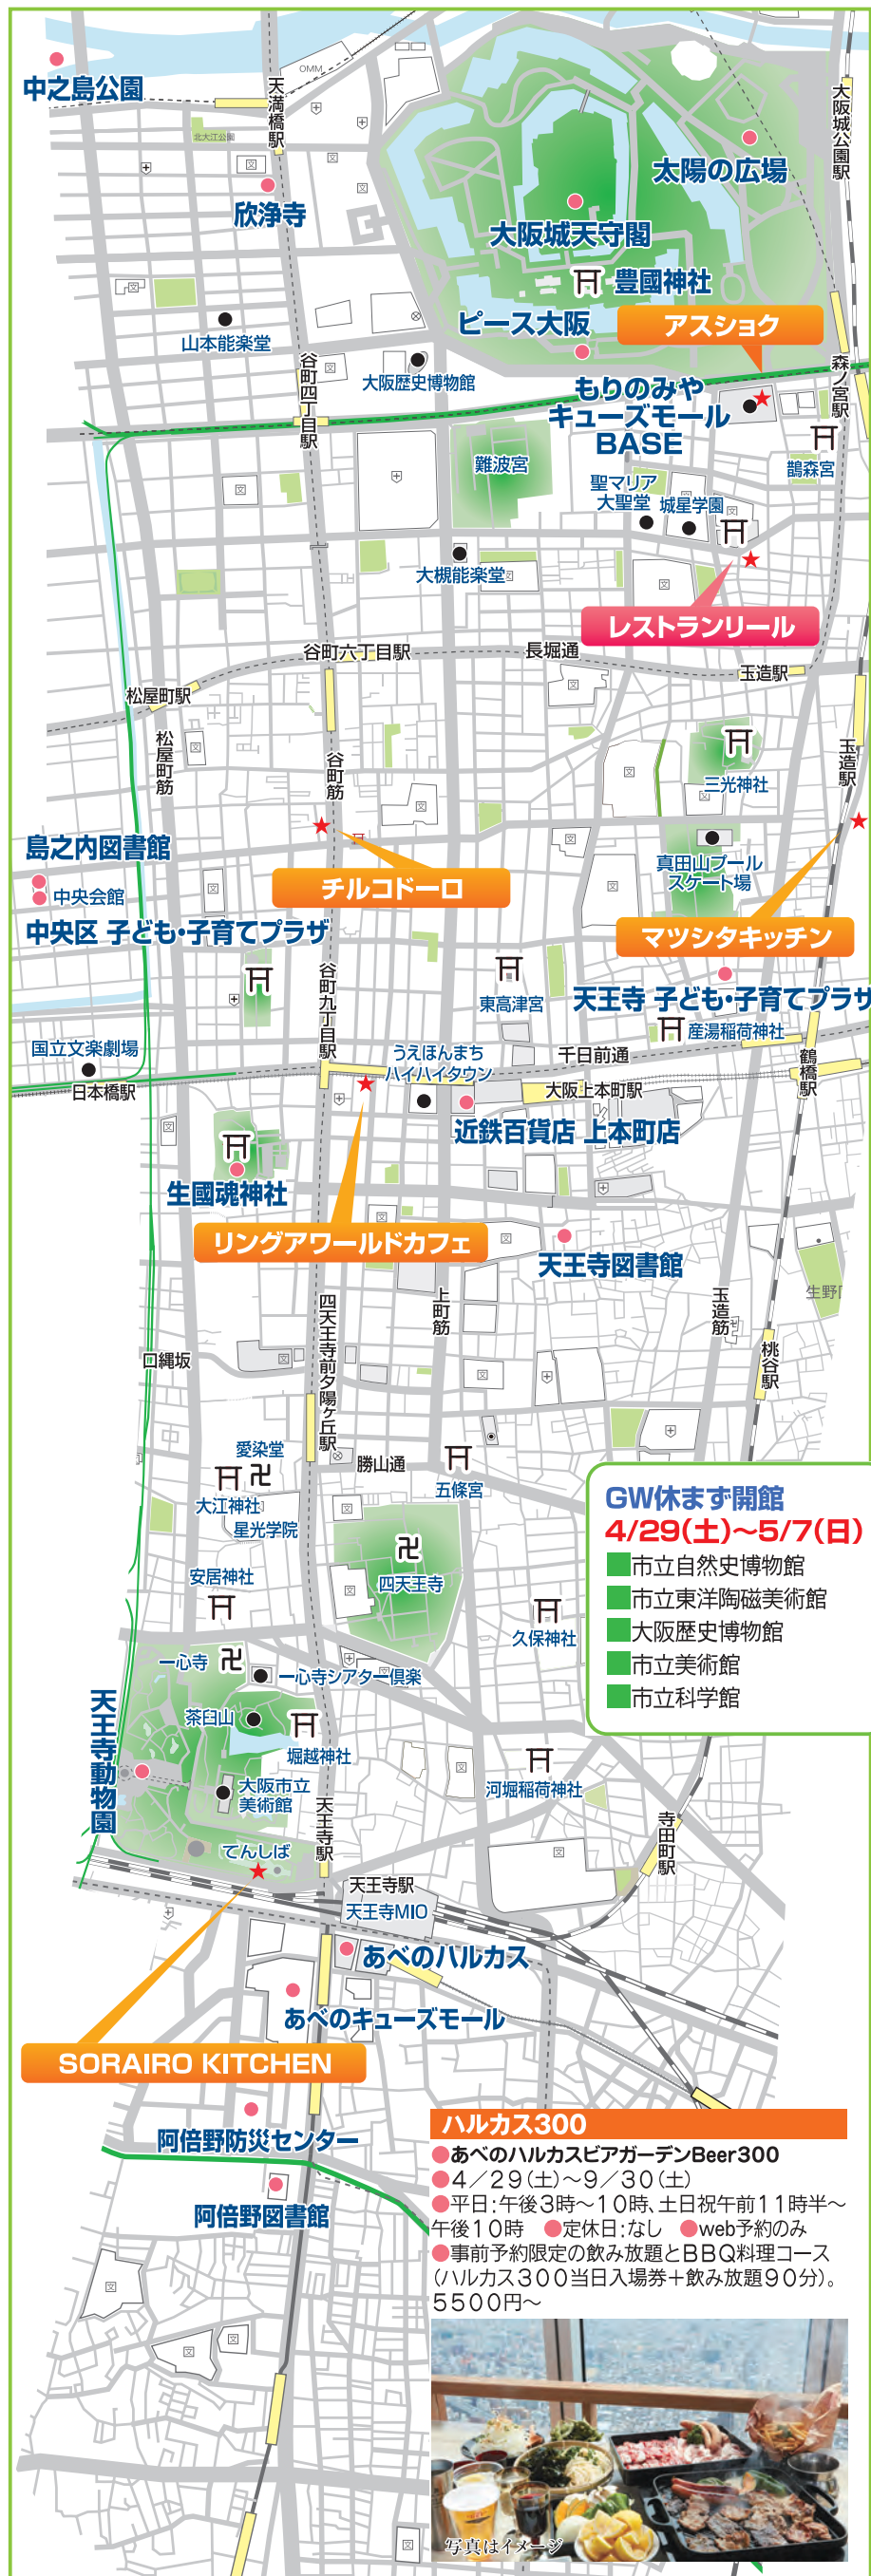 中之島公園
OMM
天満橋駅
北大江公園
大阪城公園駅
太陽の広場
欣浄寺
大阪城天守閣
豊國神社
ピース大阪
アスショク
山本能楽堂
大阪歴史博物館
谷町四丁目駅
森ノ宮駅
もりのみや
キューズモール
BASE
難波宮
鵲森宮
聖マリア
大聖堂
城星学園
大槻能楽堂
レストランリール
谷町六丁目駅
長堀通
玉造駅
松屋町駅
松屋町筋
谷町筋
玉造駅
三光神社
島之内図書館
中央会館
真田山プール
スケート場
チルコドーロ
マツシタキッチン
中央区 子ども・子育てプラザ
谷町九丁目駅
東高津宮
天王寺 子ども・子育てプラザ
産湯稲荷神社
国立文楽劇場
うえほんまち
ハイハイタウン
千日前通
鶴橋駅
日本橋駅
大阪上本町駅
近鉄百貨店 上本町店
生國魂神社
リングアワールドカフェ
天王寺図書館
四天王寺前夕陽ヶ丘駅
上町筋
玉造筋
生野
口縄坂
桃谷駅
愛染堂
勝山通
大江神社
五條宮
星光学院
GW休まず開館
4/29(土)～5/7(日)
市立自然史博物館
市立東洋陶磁美術館
大阪歴史博物館
市立美術館
市立科学館
安居神社
四天王寺
久保神社
一心寺
一心寺シアター倶楽
天王寺動物園
茶臼山
堀越神社
河堀稲荷神社
大阪市立
美術館
天王寺駅
寺田町駅
てんしば
天王寺駅
天王寺MIO
あべのハルカス
あべのキューズモール
SORAIRO KITCHEN
阿倍野防災センター
阿倍野図書館
ハルカス300
●あべのハルカスビアガーデンBeer300
●4／29(土)～9／30(土)
●平日:午後3時～10時、土日祝午前11時半～
午後10時　●定休日:なし　●web予約のみ
●事前予約限定の飲み放題とBBQ料理コース
(ハルカス300当日入場券＋飲み放題90分)。
5500円～
写真はイメージ